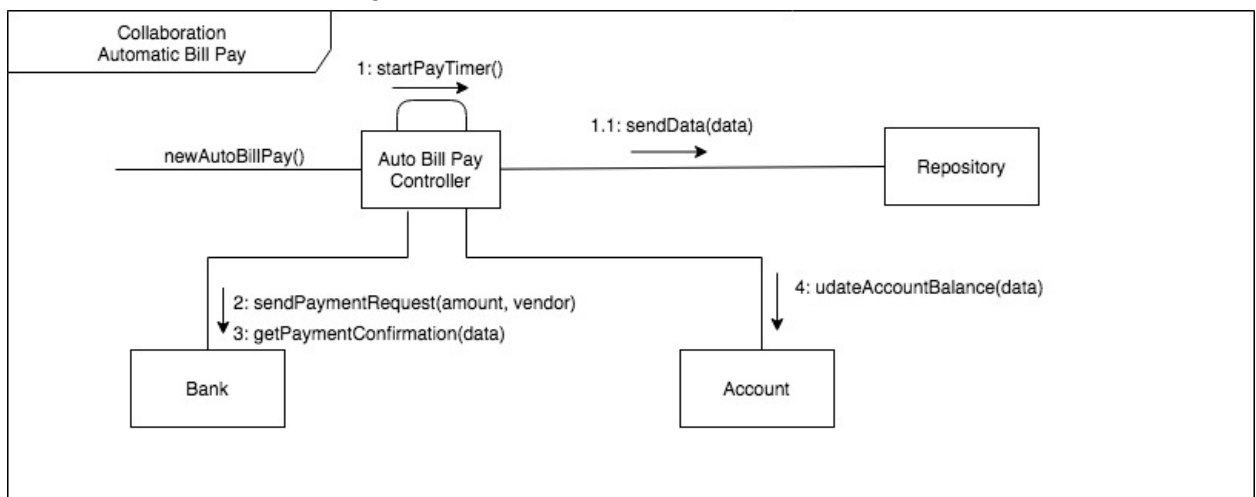 Collaboration
Automatic Bill Pay
1: startPayTimer()
1.1: sendData(data)
newAutoBillPay()
Auto Bill Pay
Controller
Repository
2: sendPaymentRequest(amount, vendor)
3: getPaymentConfirmation(data)
4: udateAccountBalance(data)
Bank
Account